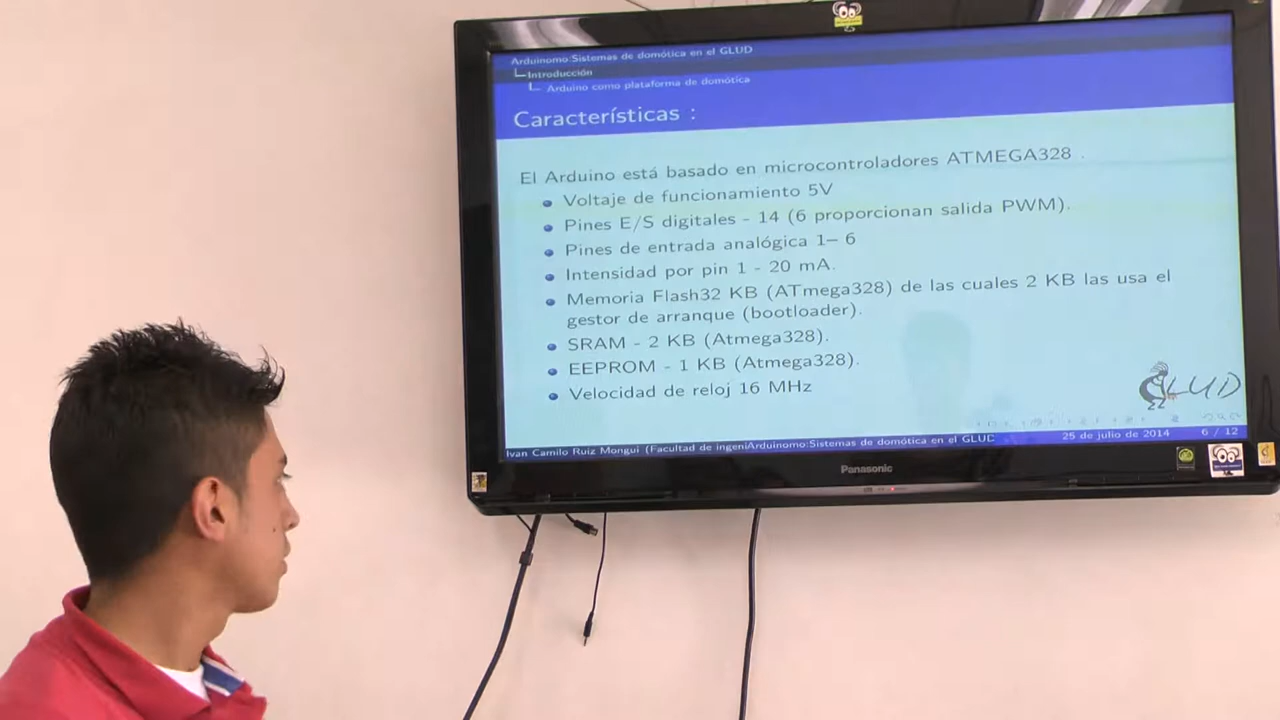 Arduinomo:Sistemas de domótica en el GLUD
Introducción
Arduino como plataforma de domótica
Características :
El Arduino está basado en microcontroladores ATMEGA328 .
Voltaje de funcionamiento 5V
Pines E/S digitales - 14 (6 proporcionan salida PWM).
Pines de entrada analógica 1– 6
Intensidad por pin 1 - 20 mA.
Memoria Flash32 KB (ATmega328) de las cuales 2 KB las usa el
gestor de arranque (bootloader).
SRAM - 2 KB (Atmega328).
EEPROM - 1 KB (Atmega328).
Velocidad de reloj 16 MHz
GLUD
Ivan Camilo Ruiz Mongui (Facultad de ingeniArduinomo:Sistemas de domótica en el GLUD 25 de julio de 2014 6 / 12
Panasonic